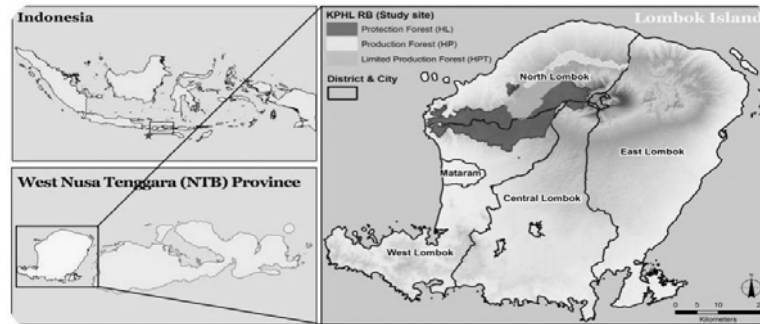 Indonesia
West Nusa Tenggara (NTB) Province
Lombok Island
KPHL RB (Study site)
Protection Forest (HL)
Production Forest (HP)
Limited Production Forest (HPT)
District & City
North Lombok
East Lombok
Mataram
Central Lombok
West Lombok
0 5 10
Kilometers